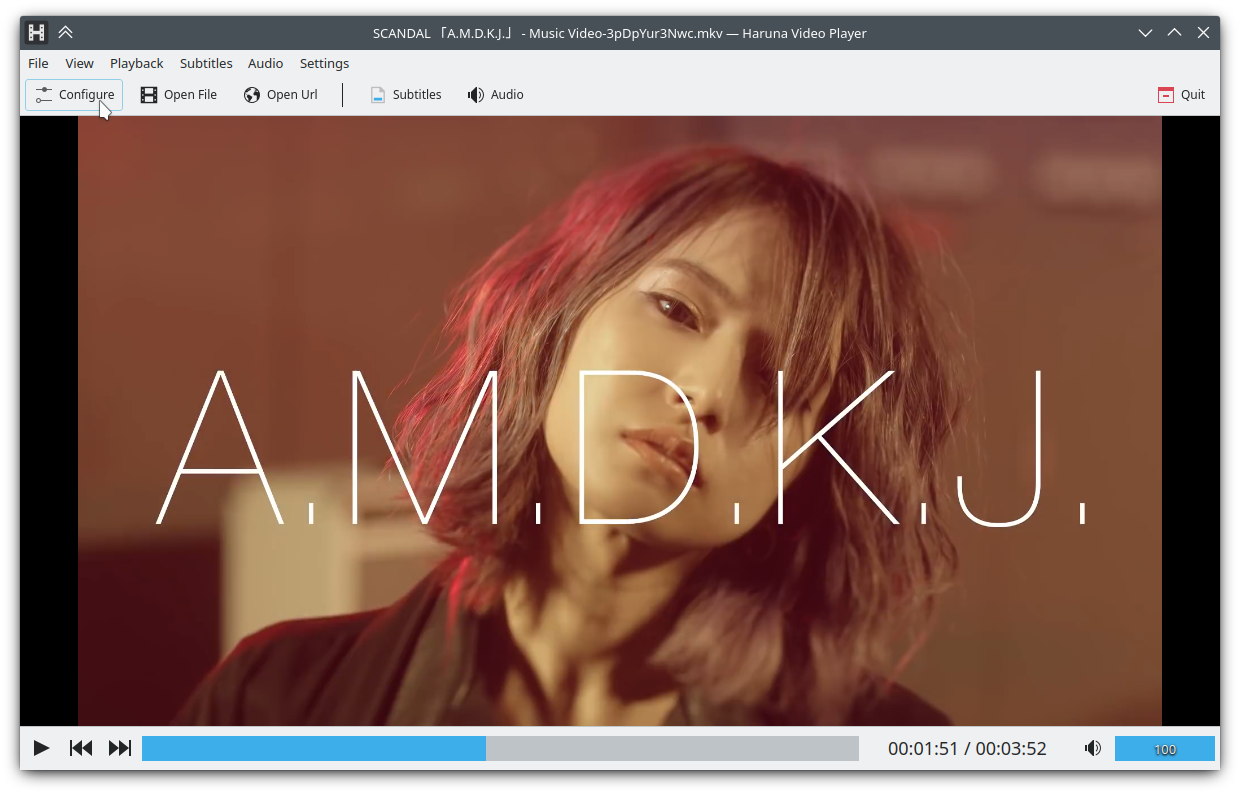 SCANDAL 「A.M.D.K.J.」 - Music Video-3pDpYur3Nwc.mkv — Haruna Video Player
File View Playback Subtitles Audio Settings
Configure Open File Open Url Subtitles Audio Quit
A.M.D.K.J.
00:01:51 / 00:03:52 100